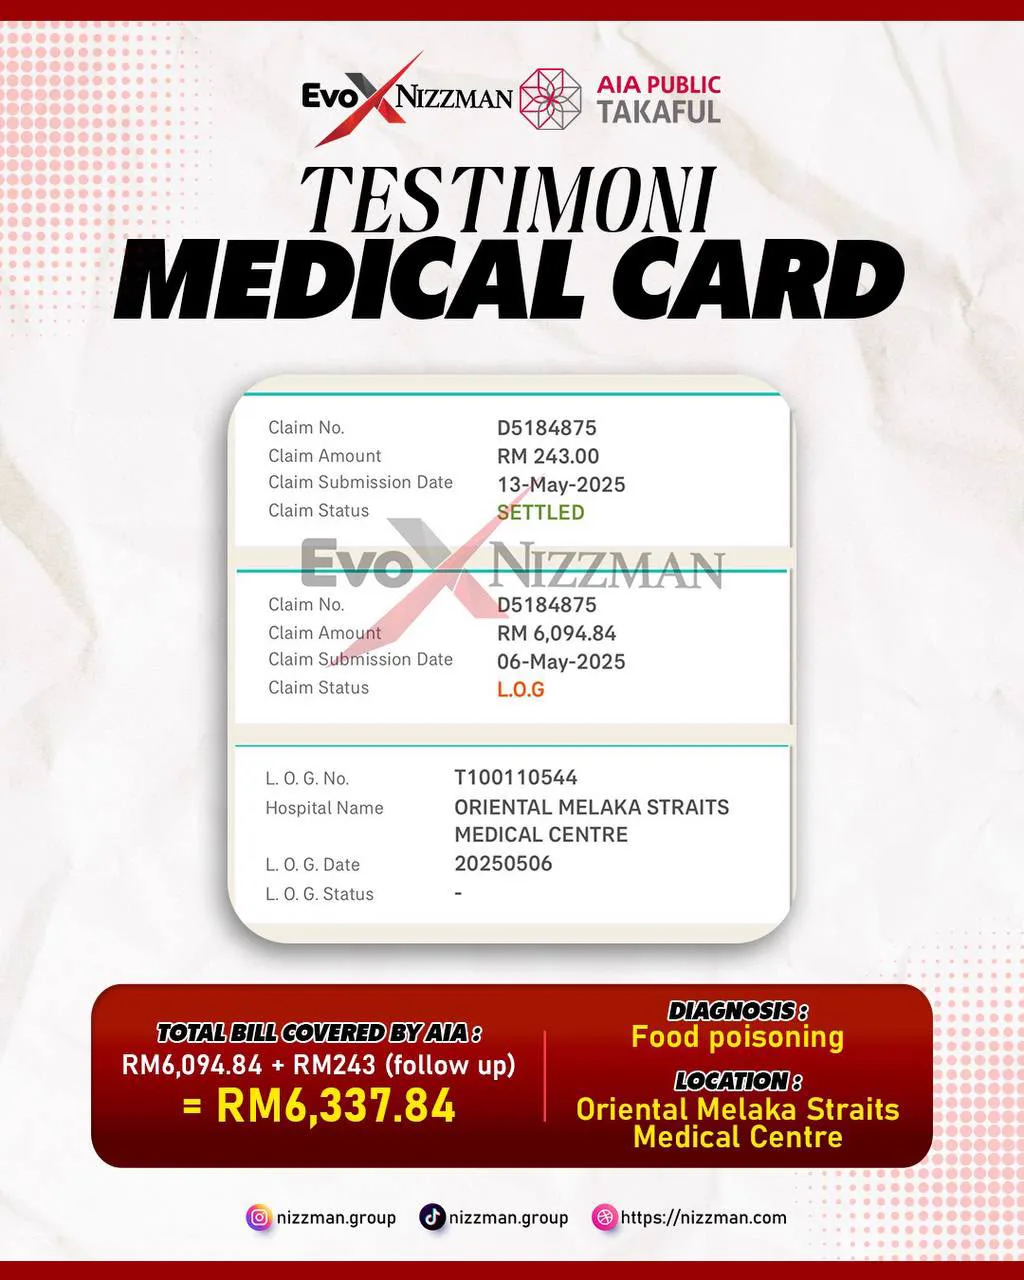 EvoX NIZZMAN AIA PUBLIC TAKAFUL
TESTIMONI
MEDICAL CARD
Claim No. D5184875
Claim Amount RM 243.00
Claim Submission Date 13-May-2025
Claim Status SETTLED
EvoX NIZZMAN
Claim No. D5184875
Claim Amount RM 6,094.84
Claim Submission Date 06-May-2025
Claim Status L.O.G
L. O. G. No. T100110544
Hospital Name ORIENTAL MELAKA STRAITS
MEDICAL CENTRE
L. O. G. Date 20250506
L. O. G. Status -
TOTAL BILL COVERED BY AIA :
RM6,094.84 + RM243 (follow up)
= RM6,337.84
DIAGNOSIS :
Food poisoning
LOCATION :
Oriental Melaka Straits
Medical Centre
nizzman.group nizzman.group https://nizzman.com